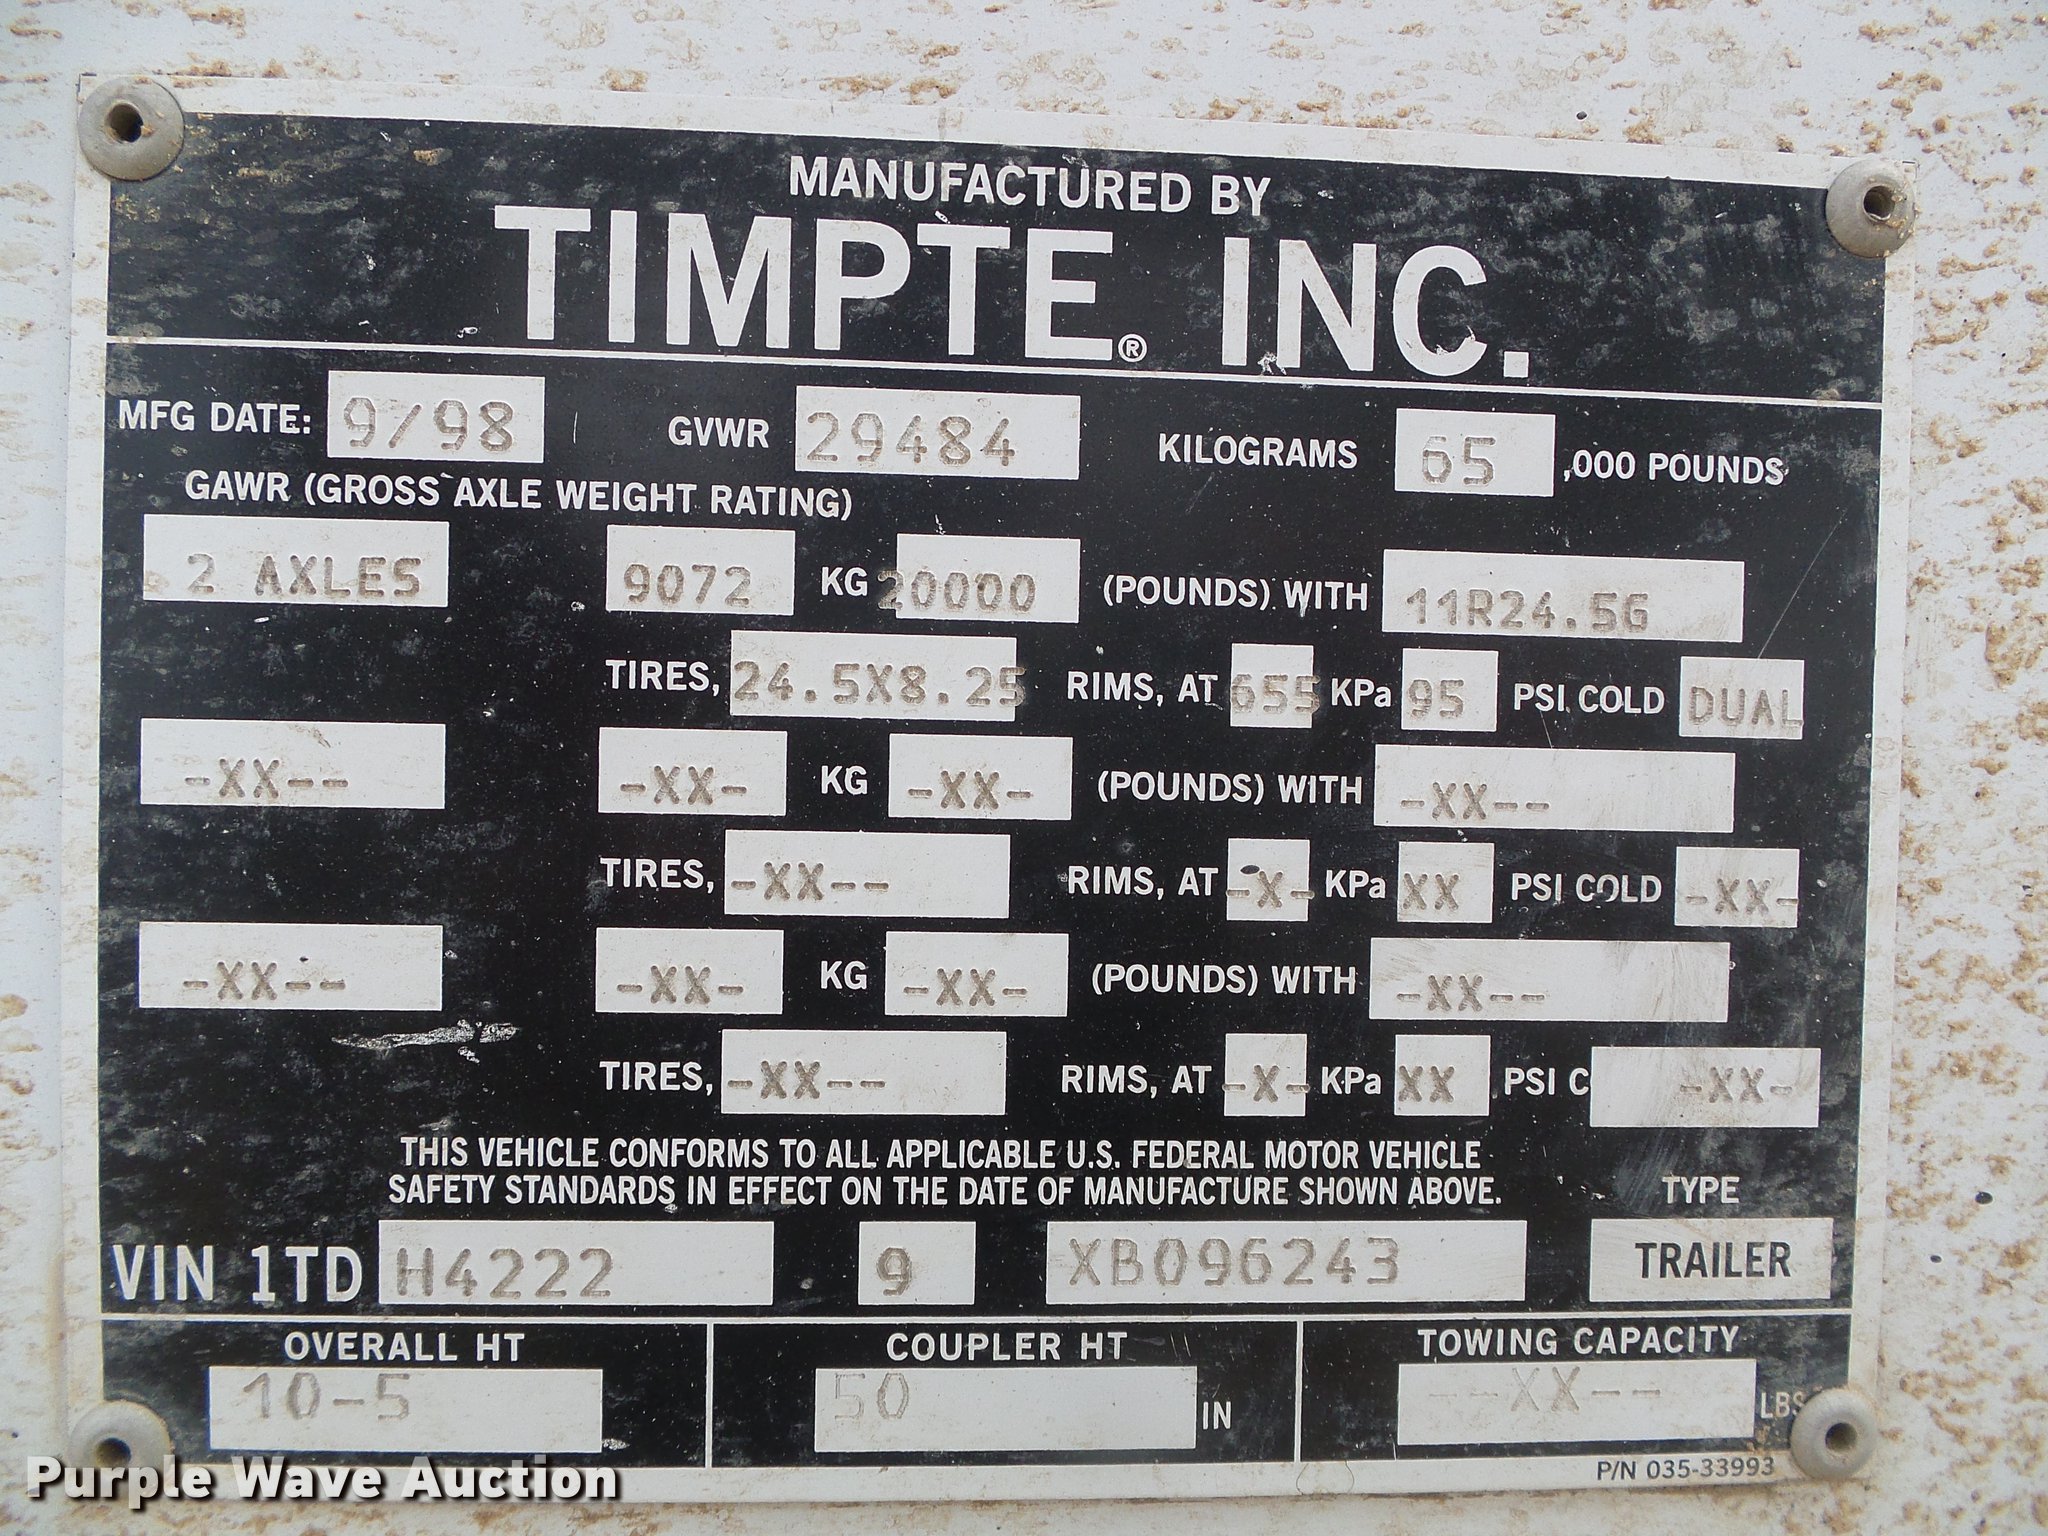 MANUFACTURED BY
TIMPTE® INC.
MFG DATE: 9/98 GVWR 29484 KILOGRAMS 65 ,000 POUNDS
GAWR (GROSS AXLE WEIGHT RATING)
2 AXLES 9072 KG 20000 (POUNDS) WITH 11R24.5G
TIRES, 24.5X8.25 RIMS, AT 655 KPa 95 PSI COLD DUAL
-XX-- -XX- KG -XX- (POUNDS) WITH -XX--
TIRES, -XX-- RIMS, AT -X- KPa XX PSI COLD -XX-
-XX-- -XX- KG -XX- (POUNDS) WITH -XX--
TIRES, -XX-- RIMS, AT -X- KPa XX PSI C -XX-
THIS VEHICLE CONFORMS TO ALL APPLICABLE U.S. FEDERAL MOTOR VEHICLE
SAFETY STANDARDS IN EFFECT ON THE DATE OF MANUFACTURE SHOWN ABOVE.
TYPE
VIN 1TD H4222 9 XB096243 TRAILER
OVERALL HT COUPLER HT TOWING CAPACITY
10-5 50 IN --XX-- LBS
P/N 035-33993
Purple Wave Auction